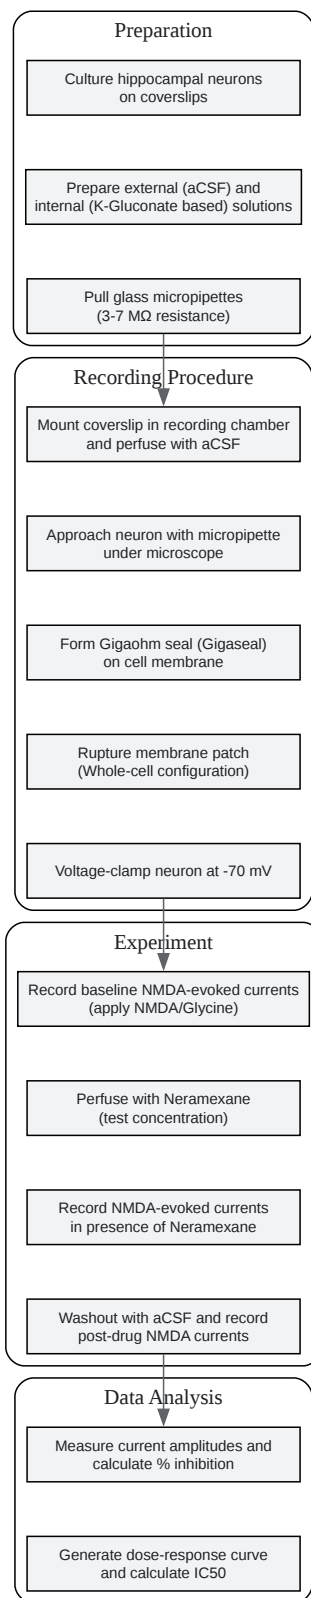 Preparation
Culture hippocampal neurons
on coverslips
Prepare external (aCSF) and
internal (K-Gluconate based) solutions
Pull glass micropipettes
(3-7 MΩ resistance)
Recording Procedure
Mount coverslip in recording chamber
and perfuse with aCSF
Approach neuron with micropipette
under microscope
Form Gigaohm seal (Gigaseal)
on cell membrane
Rupture membrane patch
(Whole-cell configuration)
Voltage-clamp neuron at -70 mV
Experiment
Record baseline NMDA-evoked currents
(apply NMDA/Glycine)
Perfuse with Neramexane
(test concentration)
Record NMDA-evoked currents
in presence of Neramexane
Washout with aCSF and record
post-drug NMDA currents
Data Analysis
Measure current amplitudes and
calculate % inhibition
Generate dose-response curve
and calculate IC50